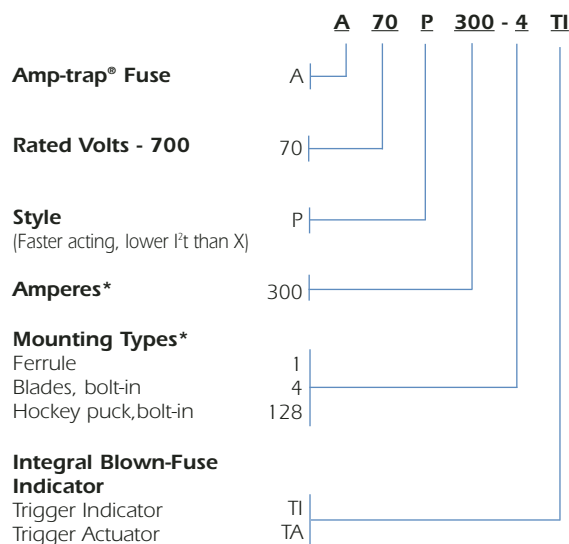 A 70 P 300 - 4 TI
Amp-trap® Fuse A
Rated Volts - 700 70
Style P
(Faster acting, lower I²t than X)
Amperes* 300
Mounting Types*
Ferrule 1
Blades, bolt-in 4
Hockey puck,bolt-in 128
Integral Blown-Fuse
Indicator
Trigger Indicator TI
Trigger Actuator TA